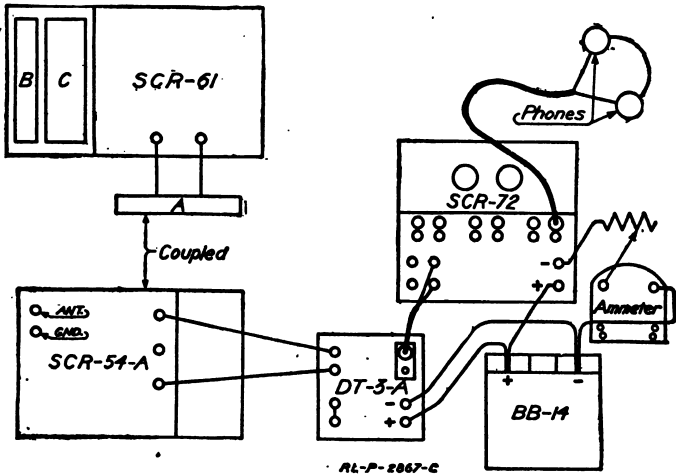 B
C
SCR-61
A
Coupled
Phones
SCR-72
-
+
Ammeter
ANT.
GND.
SCR-54-A
DT-3-A
-
+
+
-
BB-14
RL-P-2867-C